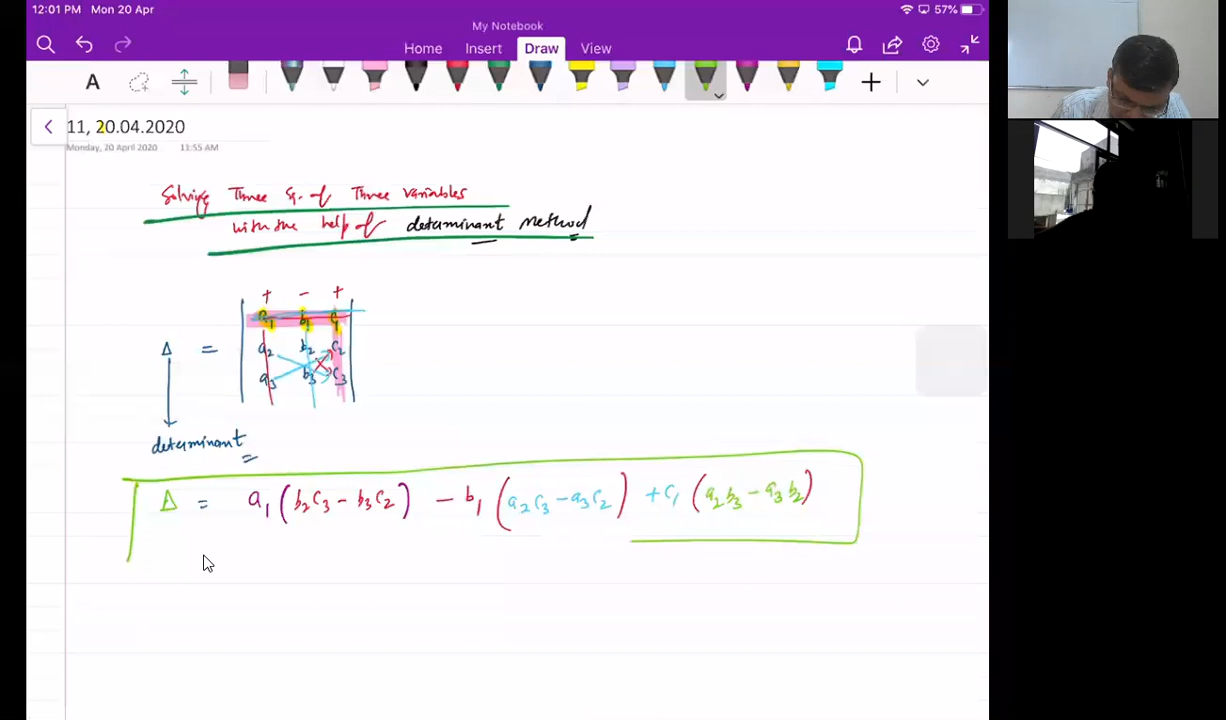 12:01 PM Mon 20 Apr
57%
My Notebook
Home Insert Draw View
11, 20.04.2020
Monday, 20 April 2020 11:55 AM
Solving Three Eq. of Three variables
with the help of determinant method
+ - +
a₁ b₁ c₁
Δ = a₂ b₂ c₂
a₃ b₃ c₃
determinant
Δ = a₁(b₂c₃ - b₃c₂) - b₁(a₂c₃ - a₃c₂) + c₁(a₂b₃ - a₃b₂)